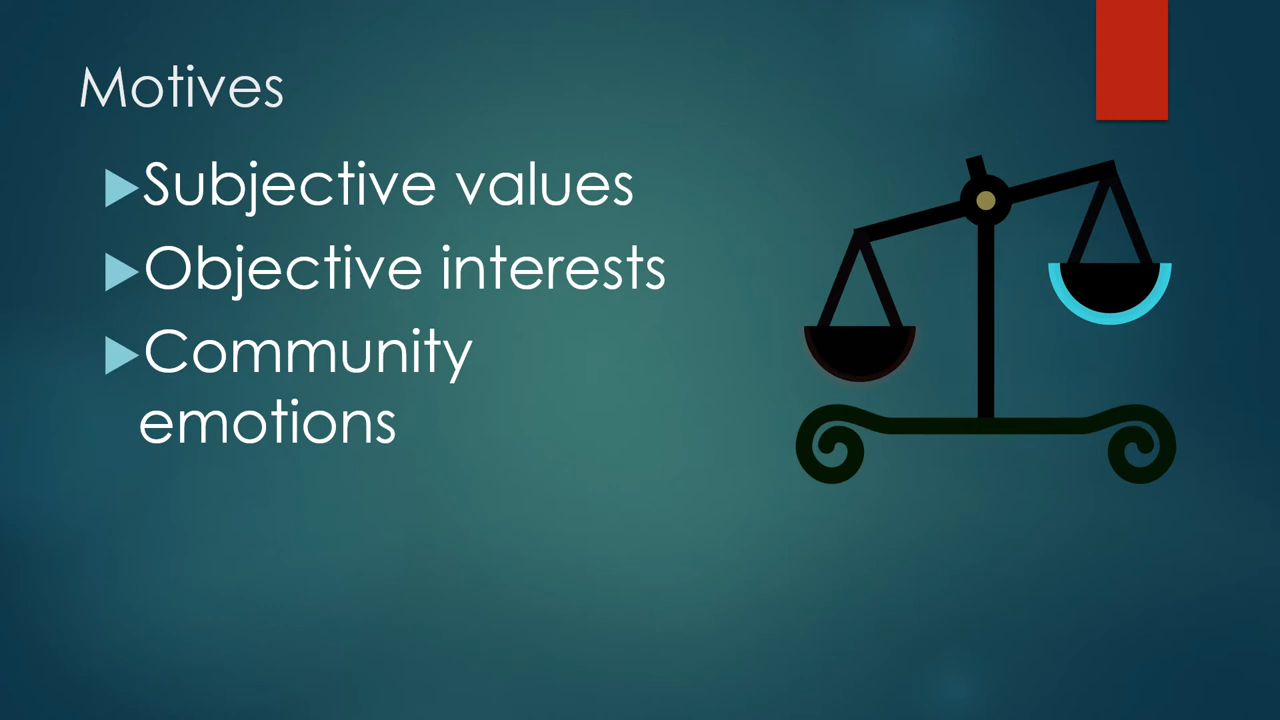 Motives
Subjective values
Objective interests
Community
emotions